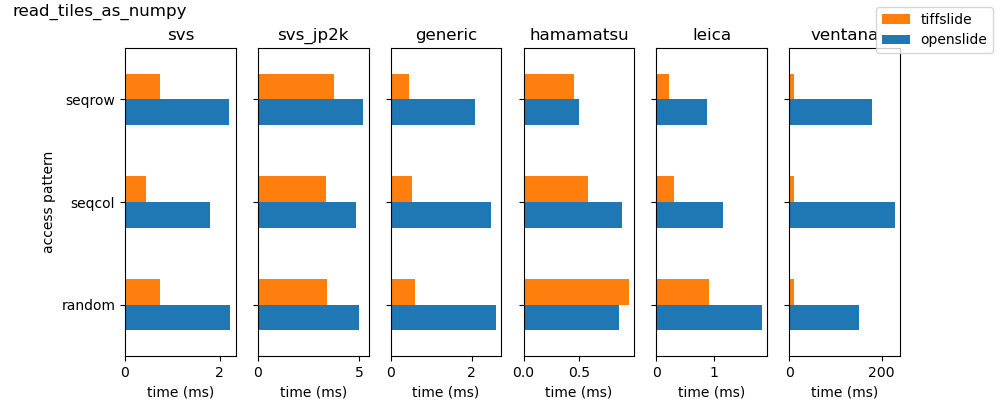 read_tiles_as_numpy
tiffslide
openslide
svs
svs_jp2k
generic
hamamatsu
leica
ventana
access pattern
seqrow
seqcol
random
0 2
0 5
0 2
0.0 0.5
0 1
0 200
time (ms)
time (ms)
time (ms)
time (ms)
time (ms)
time (ms)